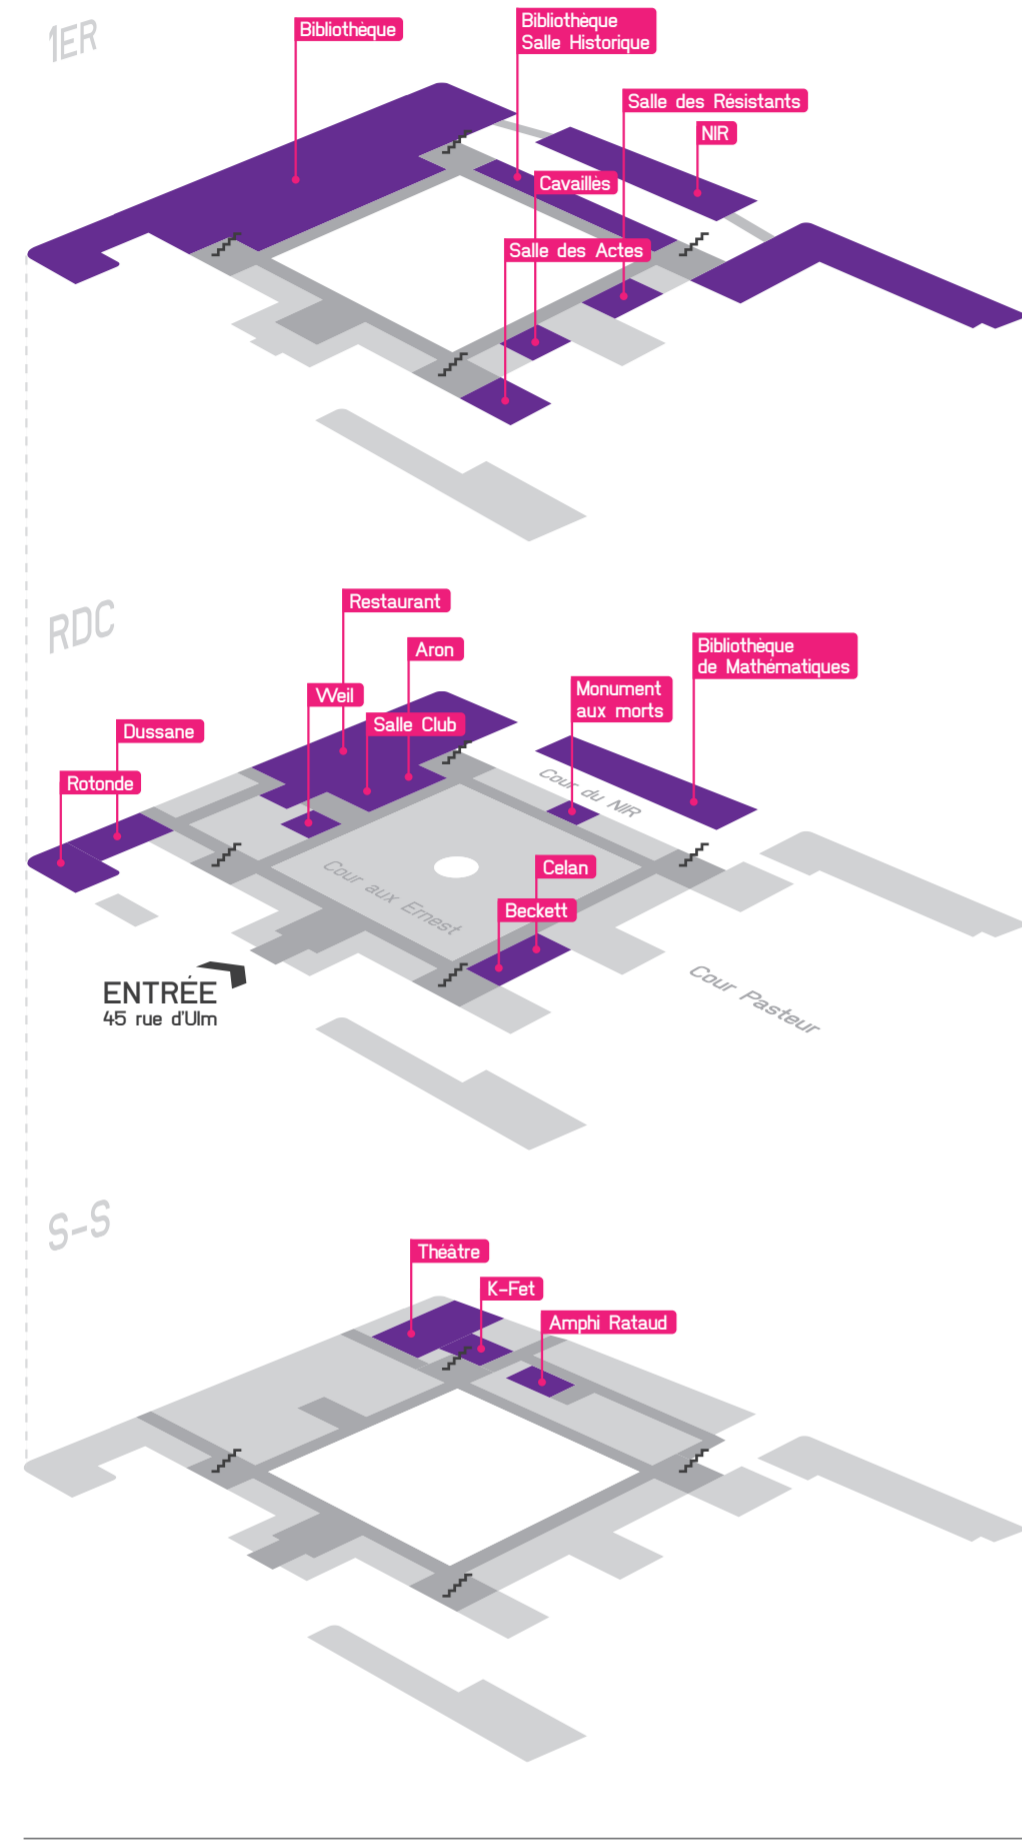 1ER
Bibliothèque
Bibliothèque
Salle Historique
Salle des Résistants
NIR
Cavaillès
Salle des Actes
RDC
Restaurant
Aron
Bibliothèque
de Mathématiques
Weil
Monument
aux morts
Salle Club
Dussane
Rotonde
Cour du NIR
Cour aux Ernest
Celan
Beckett
ENTRÉE
45 rue d'Ulm
Cour Pasteur
S-S
Théâtre
K-Fet
Amphi Rataud